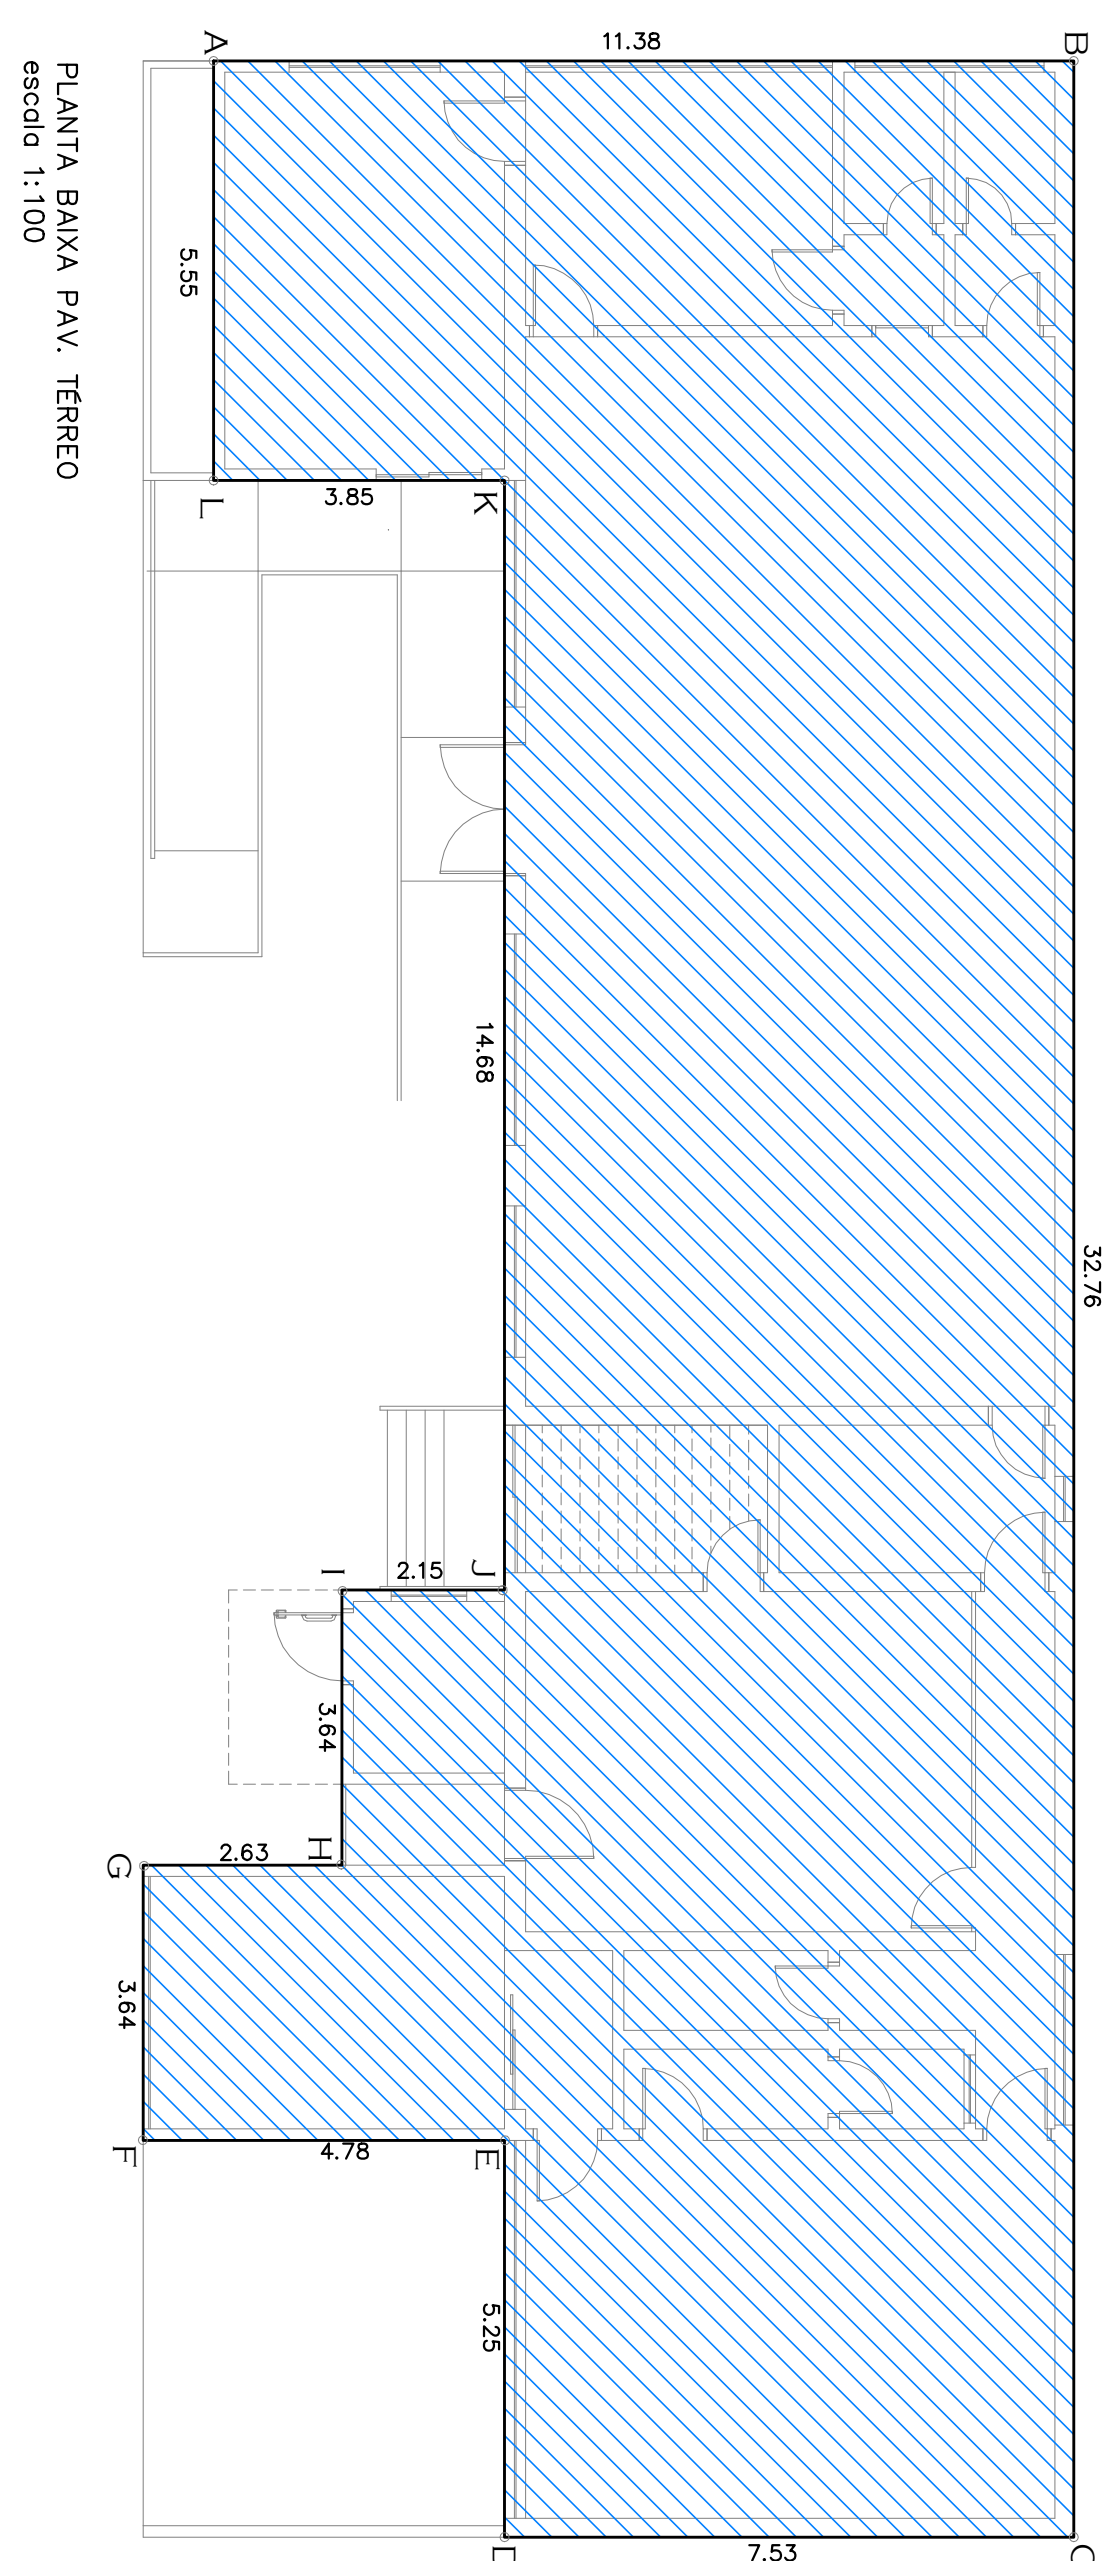 PLANTA BAIXA PAV. TÉRREO
escala 1:100
A
B
11.38
5.55
L
3.85
K
14.68
32.76
J
2.15
I
3.64
H
2.63
G
3.64
F
4.78
E
5.25
7.53